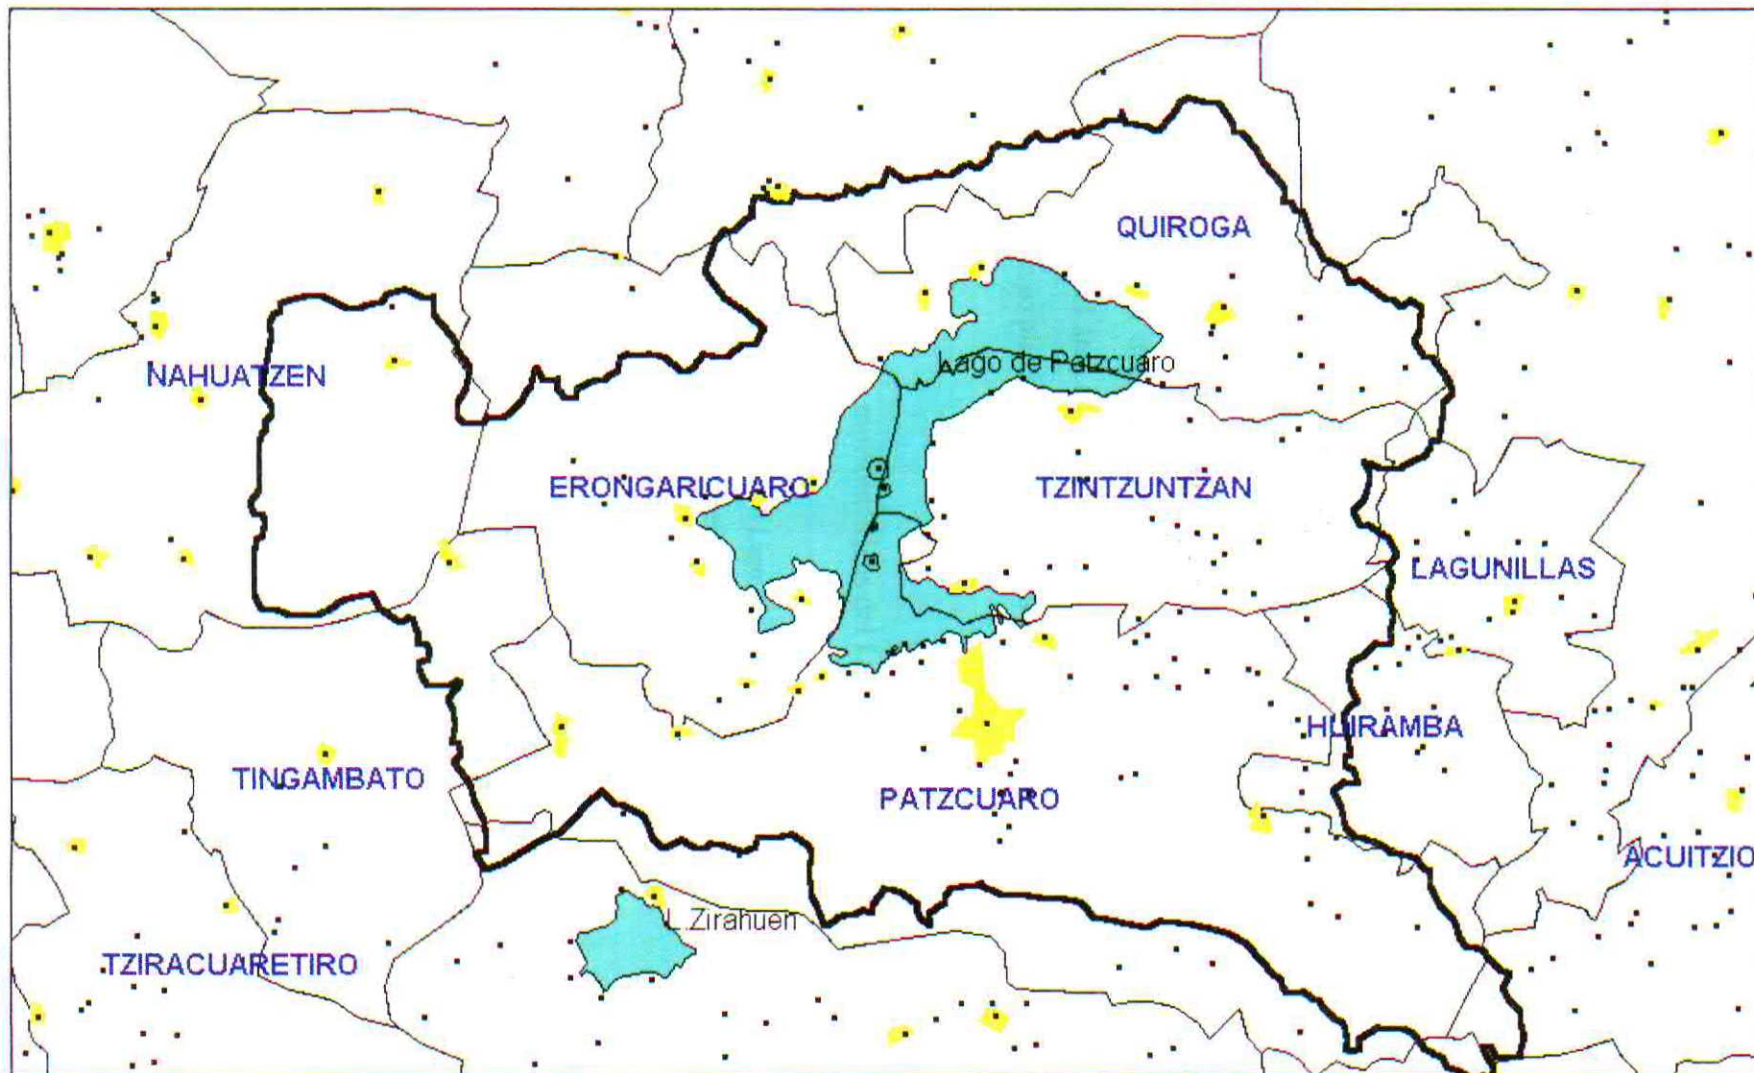 QUIROGA
Lago de Patzcuaro
NAHUATZEN
ERONGARICUARO
TZINTZUNTZAN
LAGUNILLAS
HUIRAMBA
TINGAMBATO
PATZCUARO
ACUITZIO
L.Zirahuen
TZIRACUARETIRO